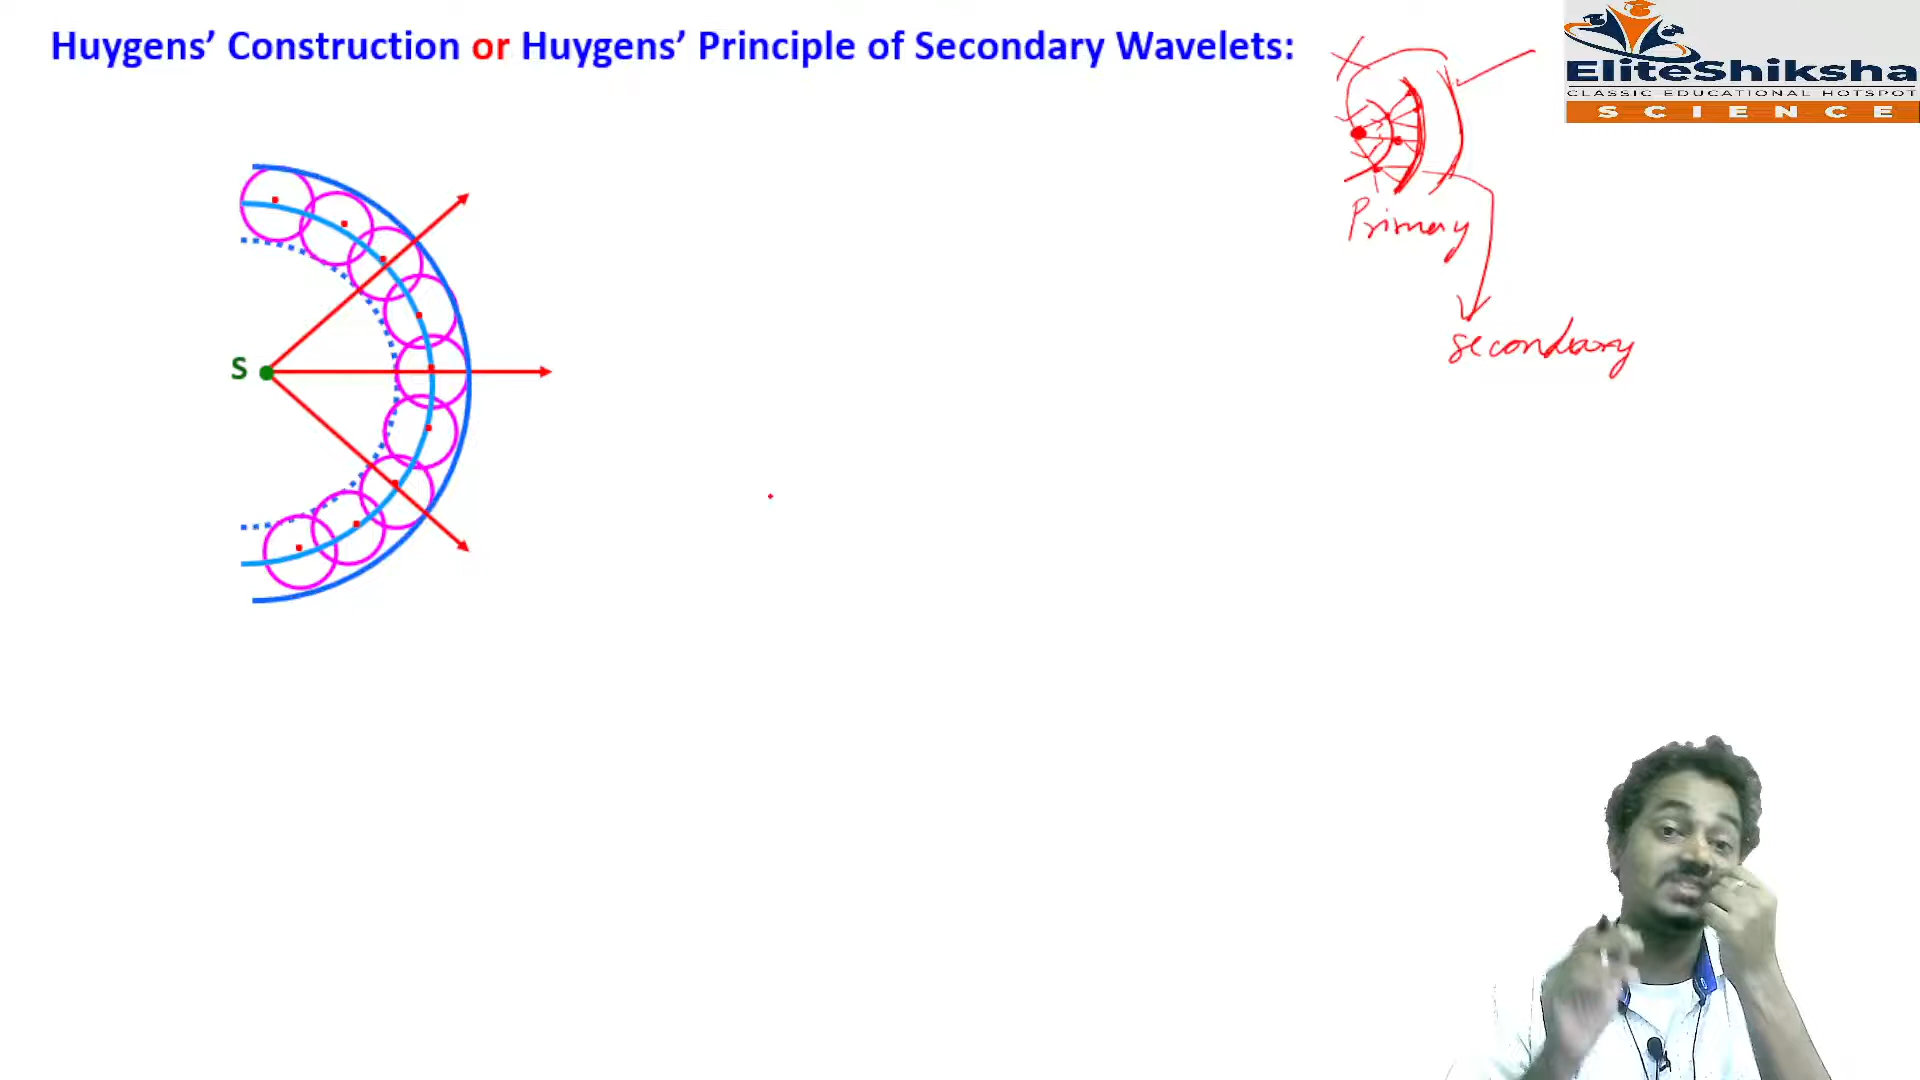 Huygens’ Construction or Huygens’ Principle of Secondary Wavelets:
EliteShiksha
CLASSIC EDUCATIONAL HOTSPOT
SCIENCE
Primary
secondary
S